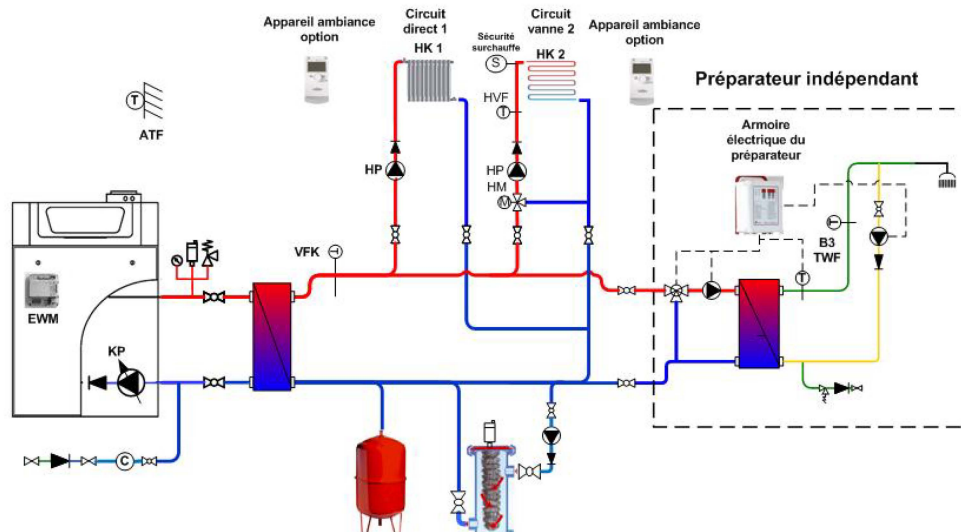 Appareil ambiance
option
Circuit
direct 1
HK 1
Sécurité
surchauffe
S
Circuit
vanne 2
HK 2
Appareil ambiance
option
T
ATF
HVF
T
HP
HP
HM
M
Préparateur indépendant
Armoire
électrique du
préparateur
B3
TWF
T
VFK
EWM
KP
C